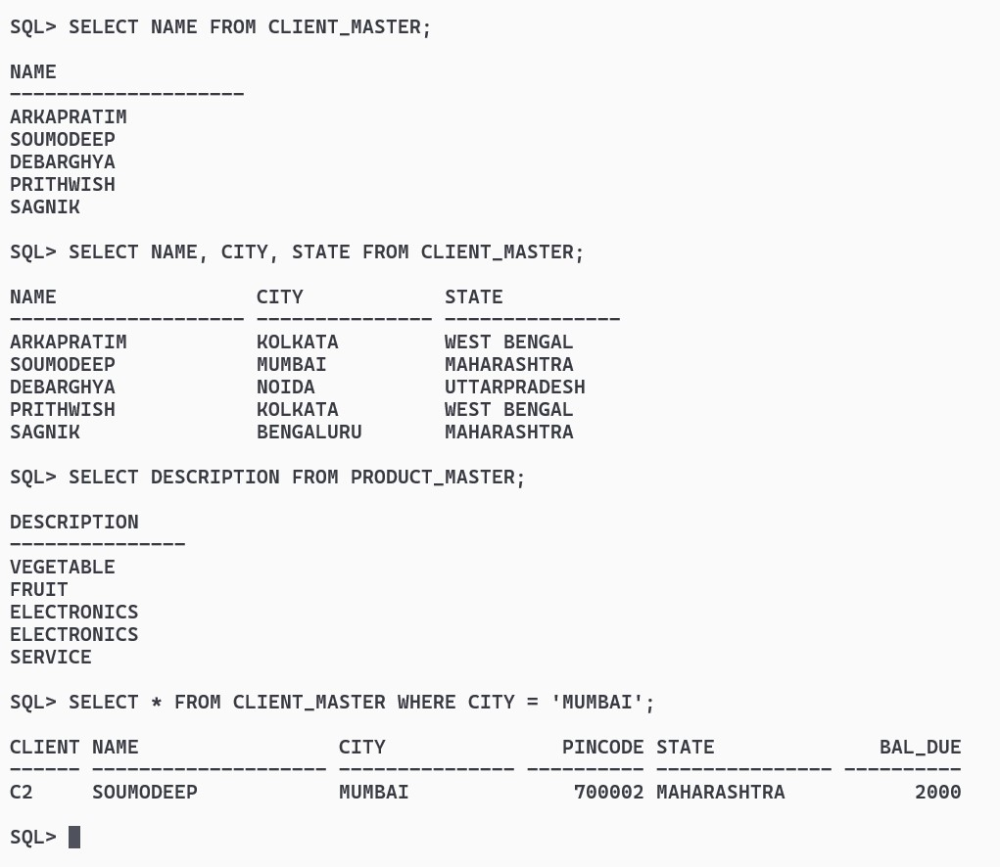 SQL> SELECT NAME FROM CLIENT_MASTER;
NAME
--------------------
ARKAPRATIM
SOUMODEEP
DEBARGHYA
PRITHWISH
SAGNIK
SQL> SELECT NAME, CITY, STATE FROM CLIENT_MASTER;
NAME                 CITY            STATE
-------------------- --------------- ---------------
ARKAPRATIM           KOLKATA         WEST BENGAL
SOUMODEEP            MUMBAI          MAHARASHTRA
DEBARGHYA            NOIDA           UTTARPRADESH
PRITHWISH            KOLKATA         WEST BENGAL
SAGNIK               BENGALURU       MAHARASHTRA
SQL> SELECT DESCRIPTION FROM PRODUCT_MASTER;
DESCRIPTION
---------------
VEGETABLE
FRUIT
ELECTRONICS
ELECTRONICS
SERVICE
SQL> SELECT * FROM CLIENT_MASTER WHERE CITY = 'MUMBAI';
CLIENT NAME                 CITY               PINCODE STATE              BAL_DUE
------ -------------------- --------------- ---------- --------------- ----------
C2     SOUMODEEP            MUMBAI              700002 MAHARASHTRA           2000
SQL>